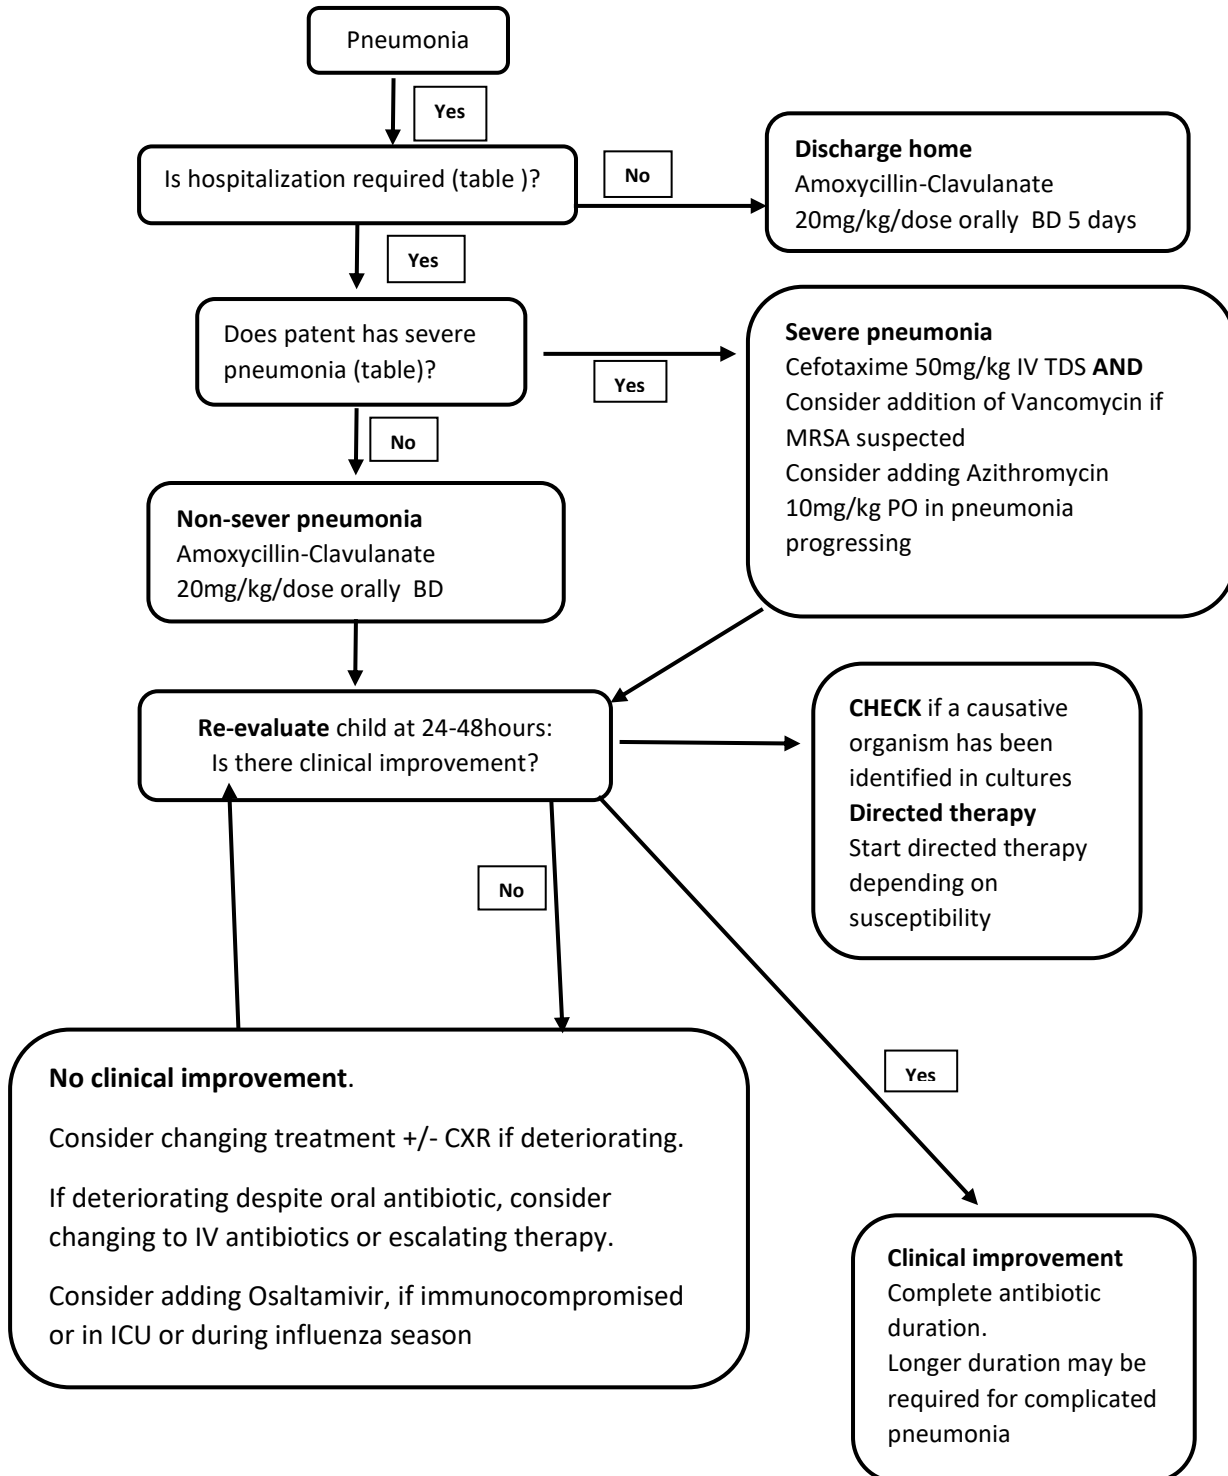 Pneumonia
Yes
Is hospitalization required (table )?
No
Discharge home
Amoxycillin-Clavulanate
20mg/kg/dose orally  BD 5 days
Yes
Does patent has severe
pneumonia (table)?
Yes
Severe pneumonia
Cefotaxime 50mg/kg IV TDS AND
Consider addition of Vancomycin if
MRSA suspected
Consider adding Azithromycin
10mg/kg PO in pneumonia
progressing
No
Non-sever pneumonia
Amoxycillin-Clavulanate
20mg/kg/dose orally  BD
Re-evaluate child at 24-48hours:
Is there clinical improvement?
CHECK if a causative
organism has been
identified in cultures
Directed therapy
Start directed therapy
depending on
susceptibility
No
No clinical improvement.
Consider changing treatment +/- CXR if deteriorating.
If deteriorating despite oral antibiotic, consider
changing to IV antibiotics or escalating therapy.
Consider adding Osaltamivir, if immunocompromised
or in ICU or during influenza season
Yes
Clinical improvement
Complete antibiotic
duration.
Longer duration may be
required for complicated
pneumonia